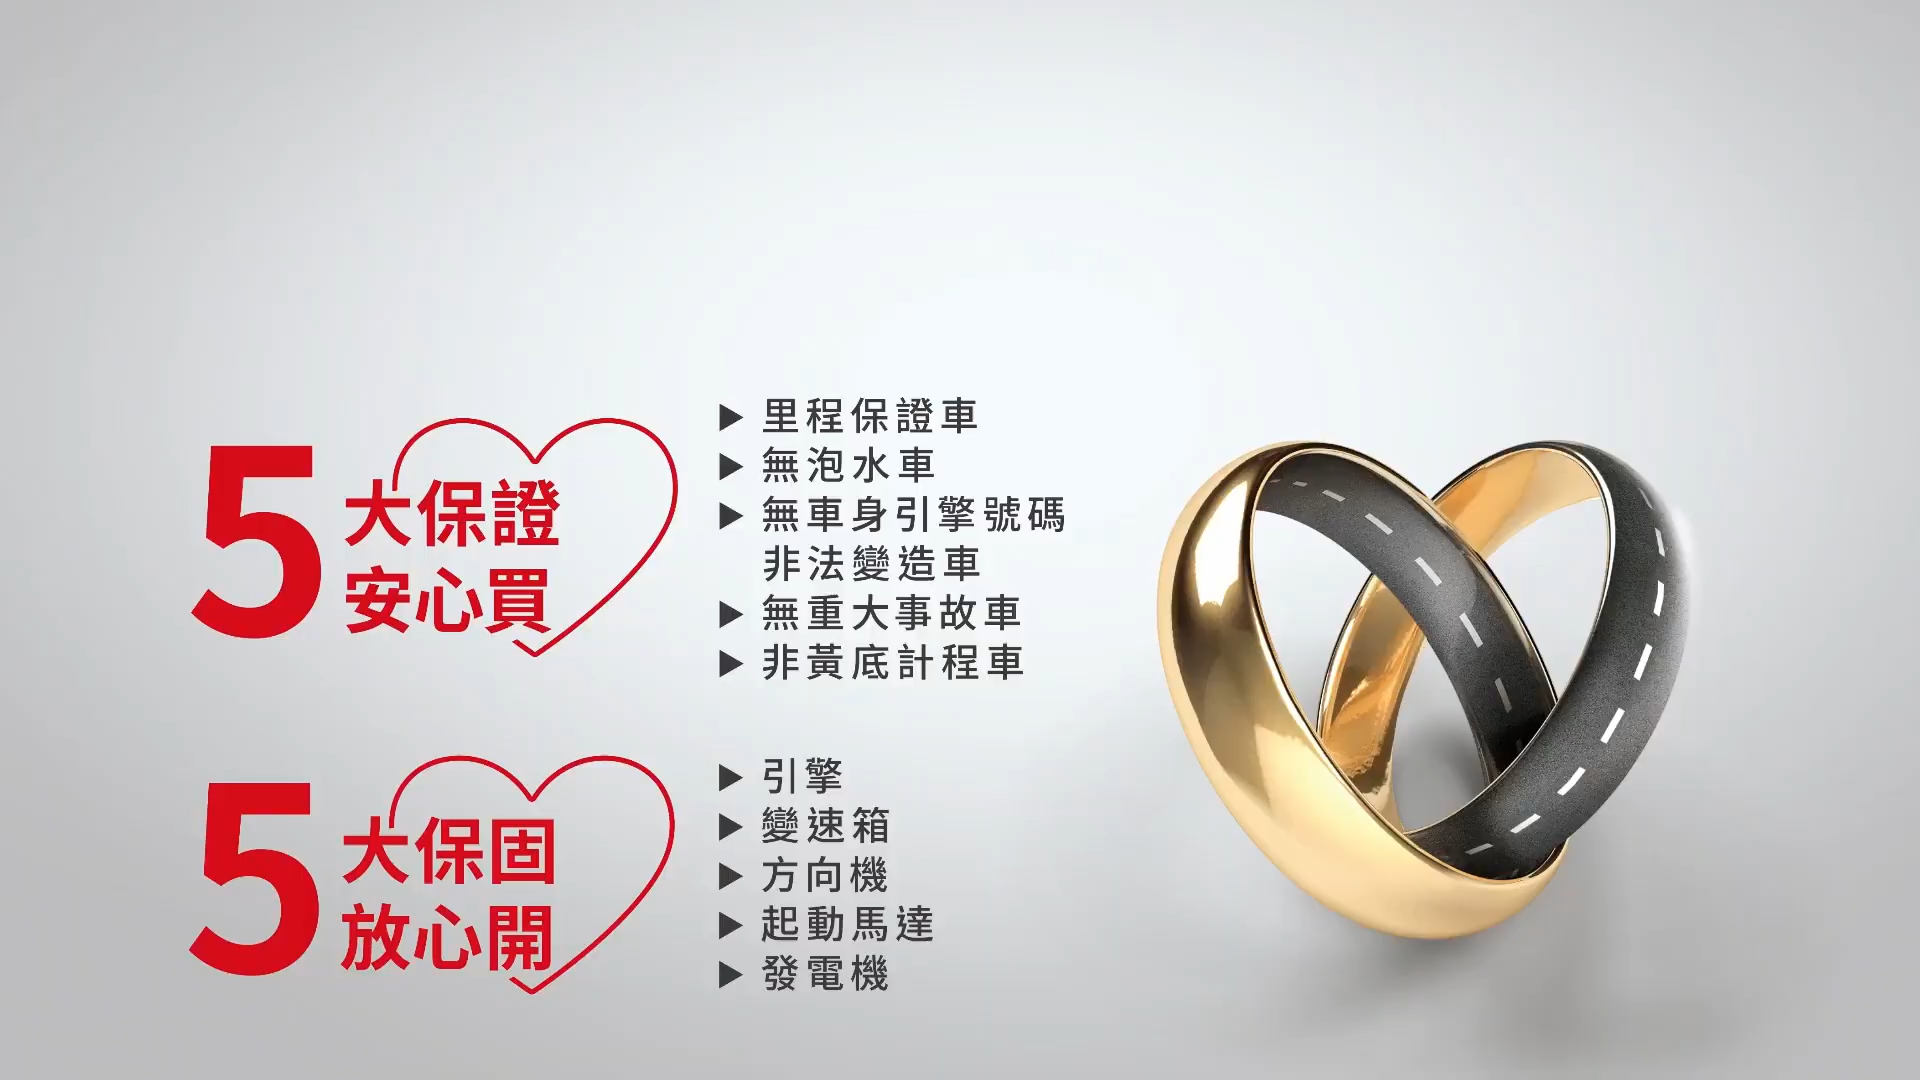 5大保證
安心買
▶ 里程保證車
▶ 無泡水車
▶ 無車身引擎號碼
非法變造車
▶ 無重大事故車
▶ 非黃底計程車
5大保固
放心開
▶ 引擎
▶ 變速箱
▶ 方向機
▶ 起動馬達
▶ 發電機